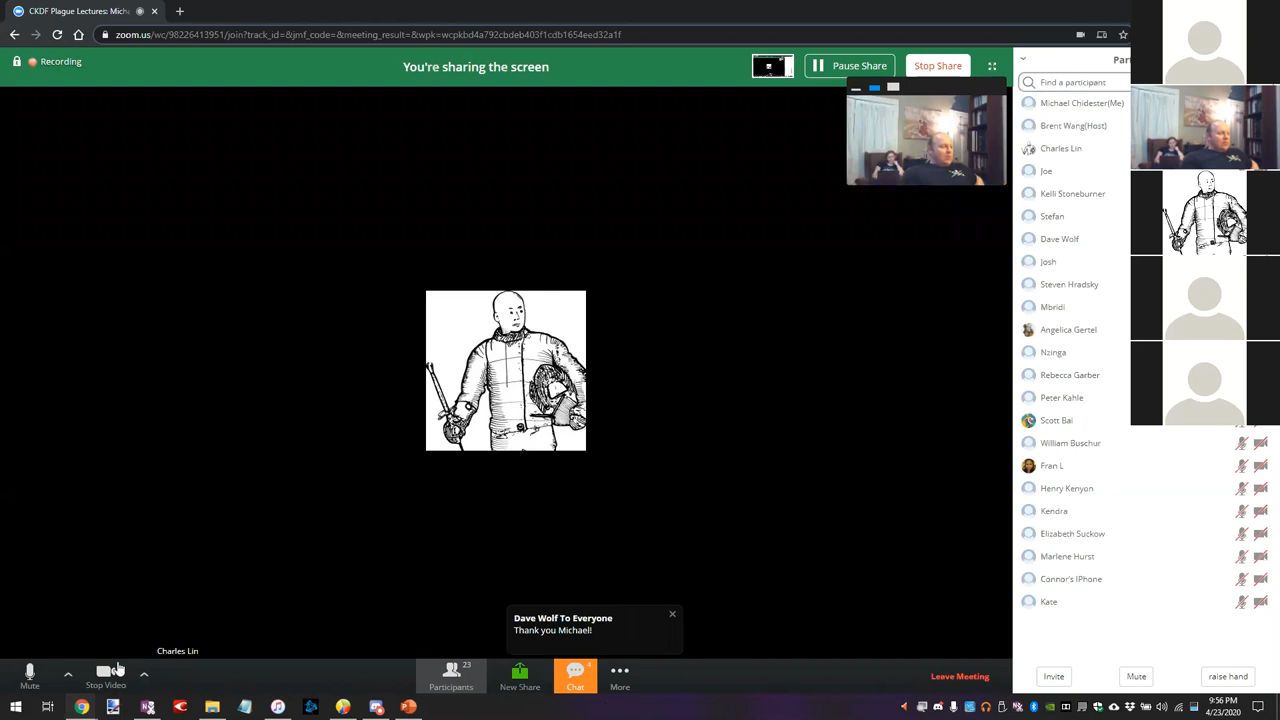 CKDF Plague Lectures: Mich
zoom.us/wc/98226413951/join?track_id=&jmf_code=&meeting_result=&wpk=wcpkbd4a792cbdeb403f1cdb1654eed32a1f
Recording
You're sharing the screen
Pause Share
Stop Share
Par
Find a participant
Michael Chidester(Me)
Brent Wang(Host)
Charles Lin
Joe
Kelli Stoneburner
Stefan
Dave Wolf
Josh
Steven Hradsky
Mbridi
Angelica Gertel
Nzinga
Rebecca Garber
Peter Kahle
Scott Bai
William Buschur
Fran L
Henry Kenyon
Kendra
Elizabeth Suckow
Marlene Hurst
Connor's iPhone
Kate
Dave Wolf To Everyone
Thank you Michael!
Charles Lin
Mute
Stop Video
23
Participants
New Share
4
Chat
More
Leave Meeting
Invite
Mute
raise hand
9:56 PM
4/23/2020